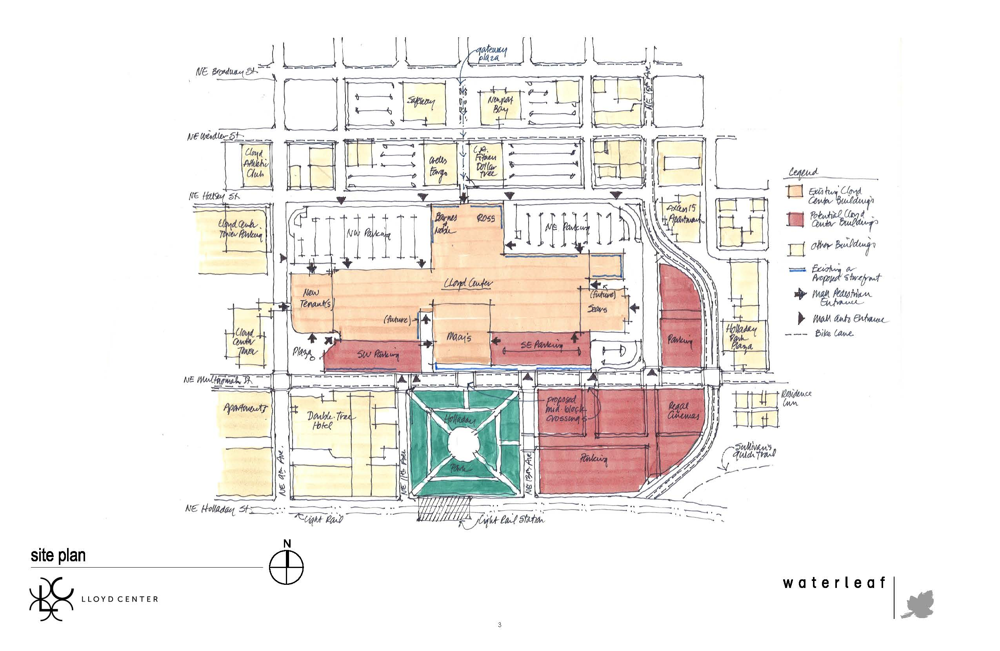 gateway
plaza
NE Broadway St.
NE 15th Ave
Safeway
Newport
Bay
NE Weidler St.
Lloyd
Athletic
Club
Wells
Fargo
L.A.
Fitness
Dollar
Tree
Legend
Existing Lloyd
Center Buildings
Potential Lloyd
Center Buildings
Other Buildings
Existing or
Proposed Storefront
Mall Pedestrian
Entrance
Mall Auto Entrance
Bike Lane
NE Halsey St.
Lloyd Center
Tower Parking
NW Parking
Barnes
&
Noble
ROSS
NE Parking
Axcess 15
Apartments
Lloyd Center
New
Tenant(s)
(future)
Sears
(future)
Macy's
Lloyd
Center
Tower
Plaza
SW Parking
SE Parking
Parking
Holladay
Park
Plaza
NE Multnomah St.
Apartments
Double Tree
Hotel
Holladay
Park
proposed
mid-block
crossings
Regal
Cinemas
Parking
Residence
Inn
Sullivan's
Gulch Trail
NE 9th Ave.
NE 11th Ave.
NE 13th Ave
NE Holladay St.
Light Rail
Light Rail Station
N
site plan
LLOYD CENTER
waterleaf
3